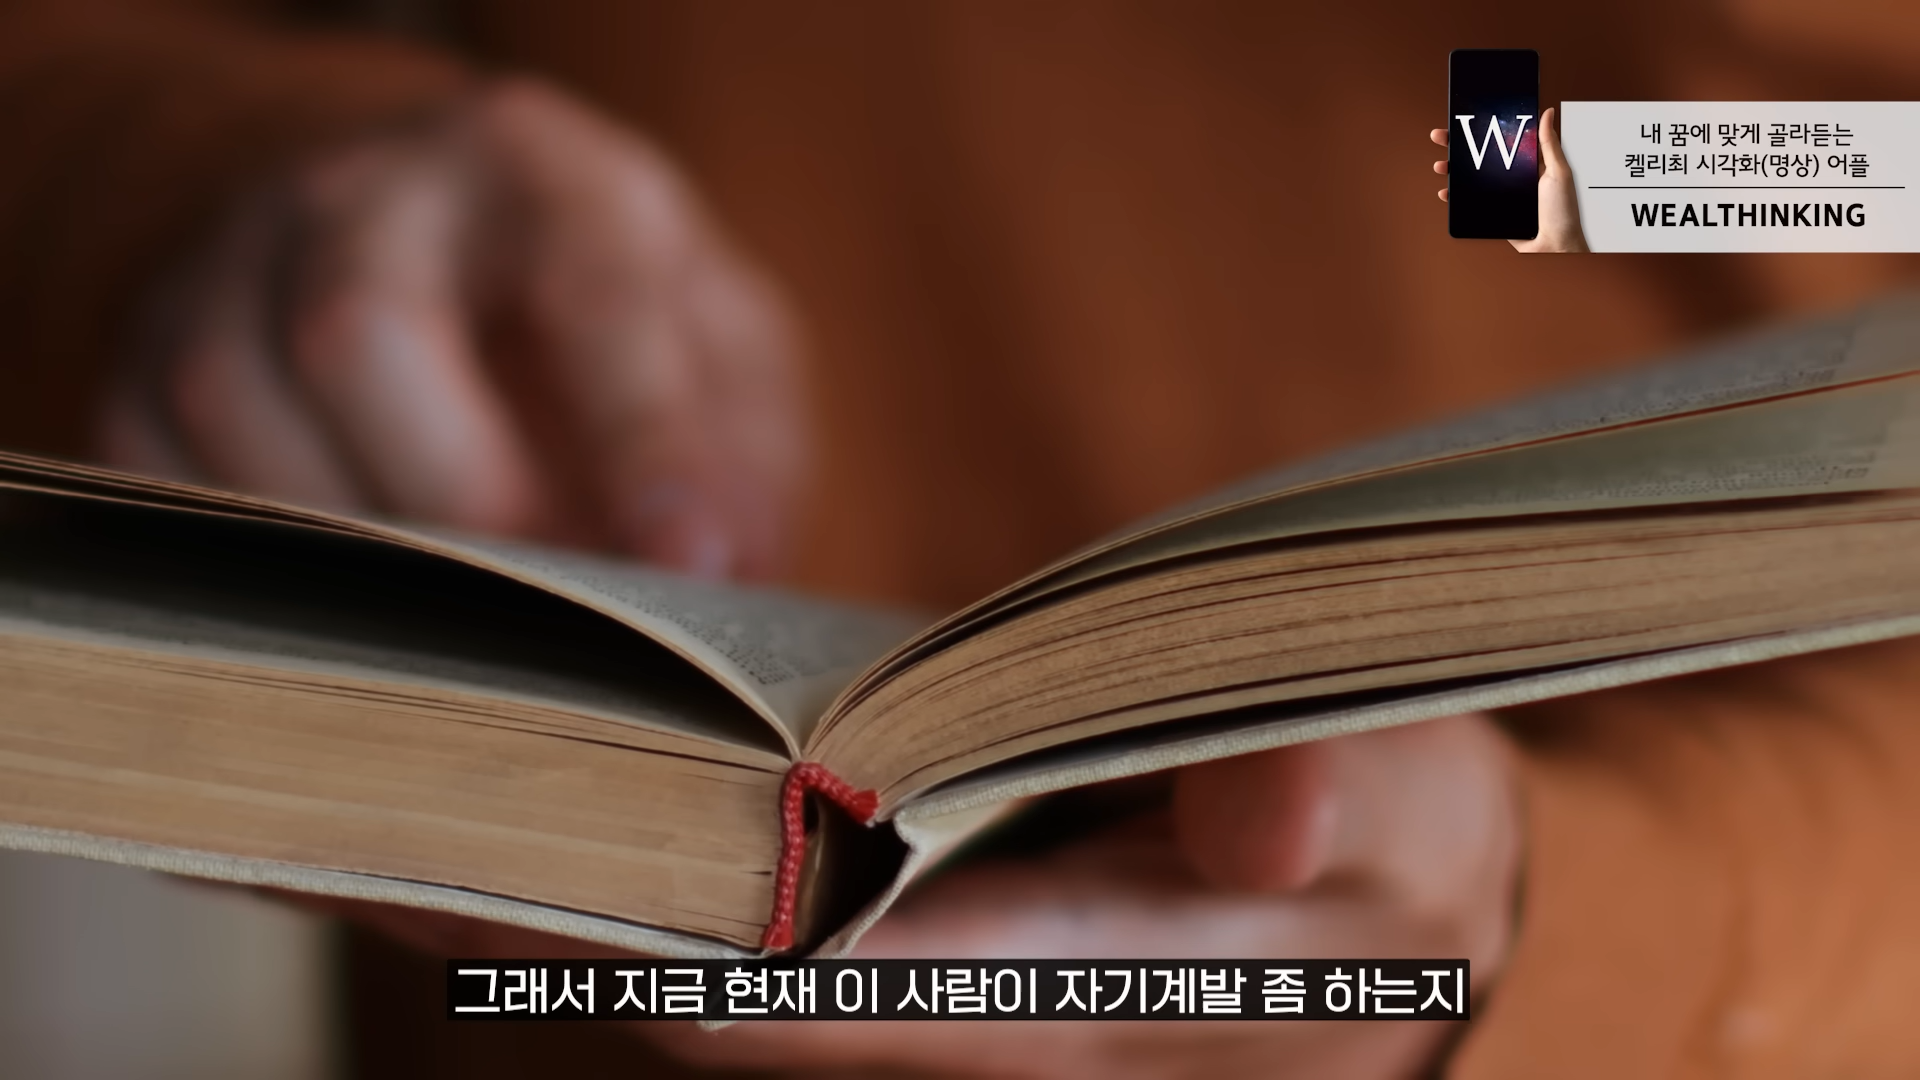 W
내 꿈에 맞게 골라듣는
켈리최 시각화(명상) 어플
WEALTHINKING
그래서 지금 현재 이 사람이 자기계발 좀 하는지